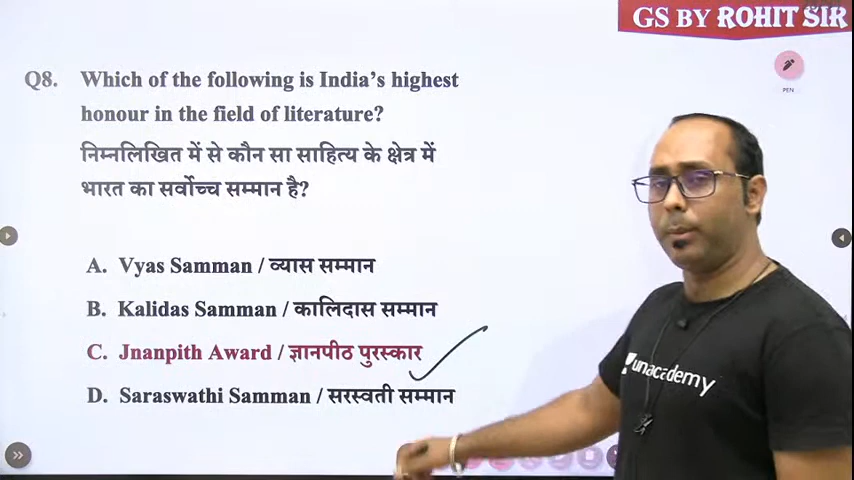 GS BY ROHIT SIR
Q8. Which of the following is India's highest
honour in the field of literature?
निम्नलिखित में से कौन सा साहित्य के क्षेत्र में
भारत का सर्वोच्च सम्मान है?
PEN
A. Vyas Samman / व्यास सम्मान
B. Kalidas Samman / कालिदास सम्मान
C. Jnanpith Award / ज्ञानपीठ पुरस्कार
D. Saraswathi Samman / सरस्वती सम्मान
unacademy